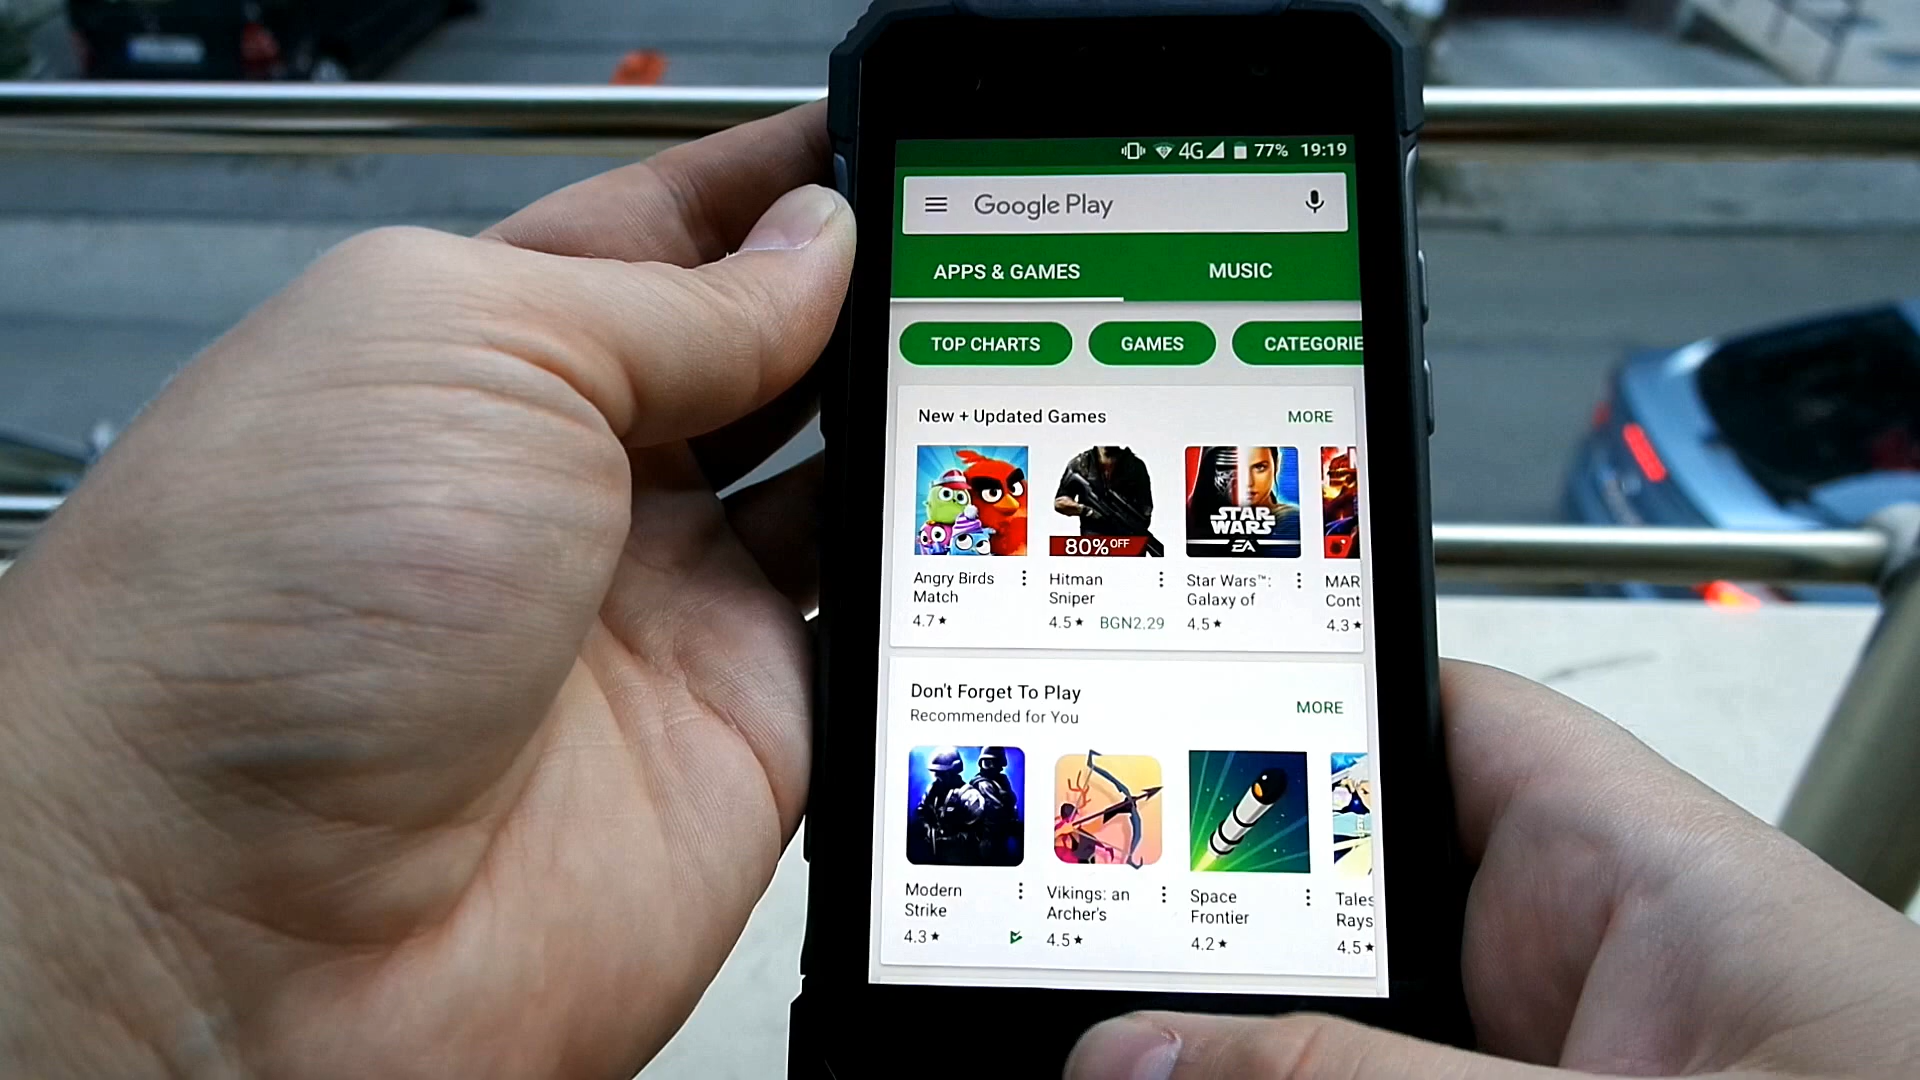 4G 77% 19:19
Google Play
APPS & GAMES MUSIC
TOP CHARTS GAMES CATEGORIE
New + Updated Games MORE
80% OFF
STAR
WARS
EA
Angry Birds
Match
4.7★
Hitman
Sniper
4.5★ BGN2.29
Star Wars™:
Galaxy of
4.5★
MAR
Cont
4.3★
Don't Forget To Play
Recommended for You
MORE
Modern
Strike
4.3★
Vikings: an
Archer's
4.5★
Space
Frontier
4.2★
Tales
Rays
4.5★